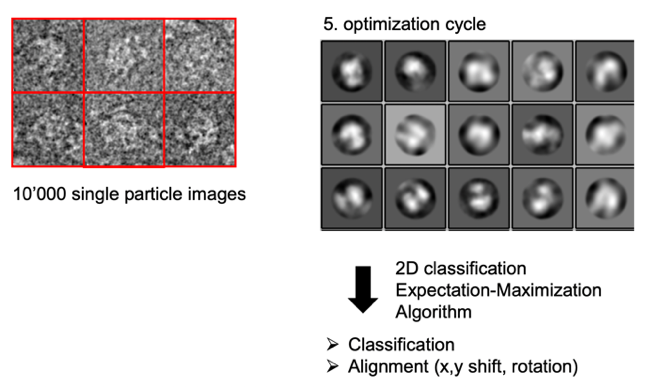 5. optimization cycle
10'000 single particle images
2D classification
Expectation-Maximization
Algorithm
➢ Classification
➢ Alignment (x,y shift, rotation)